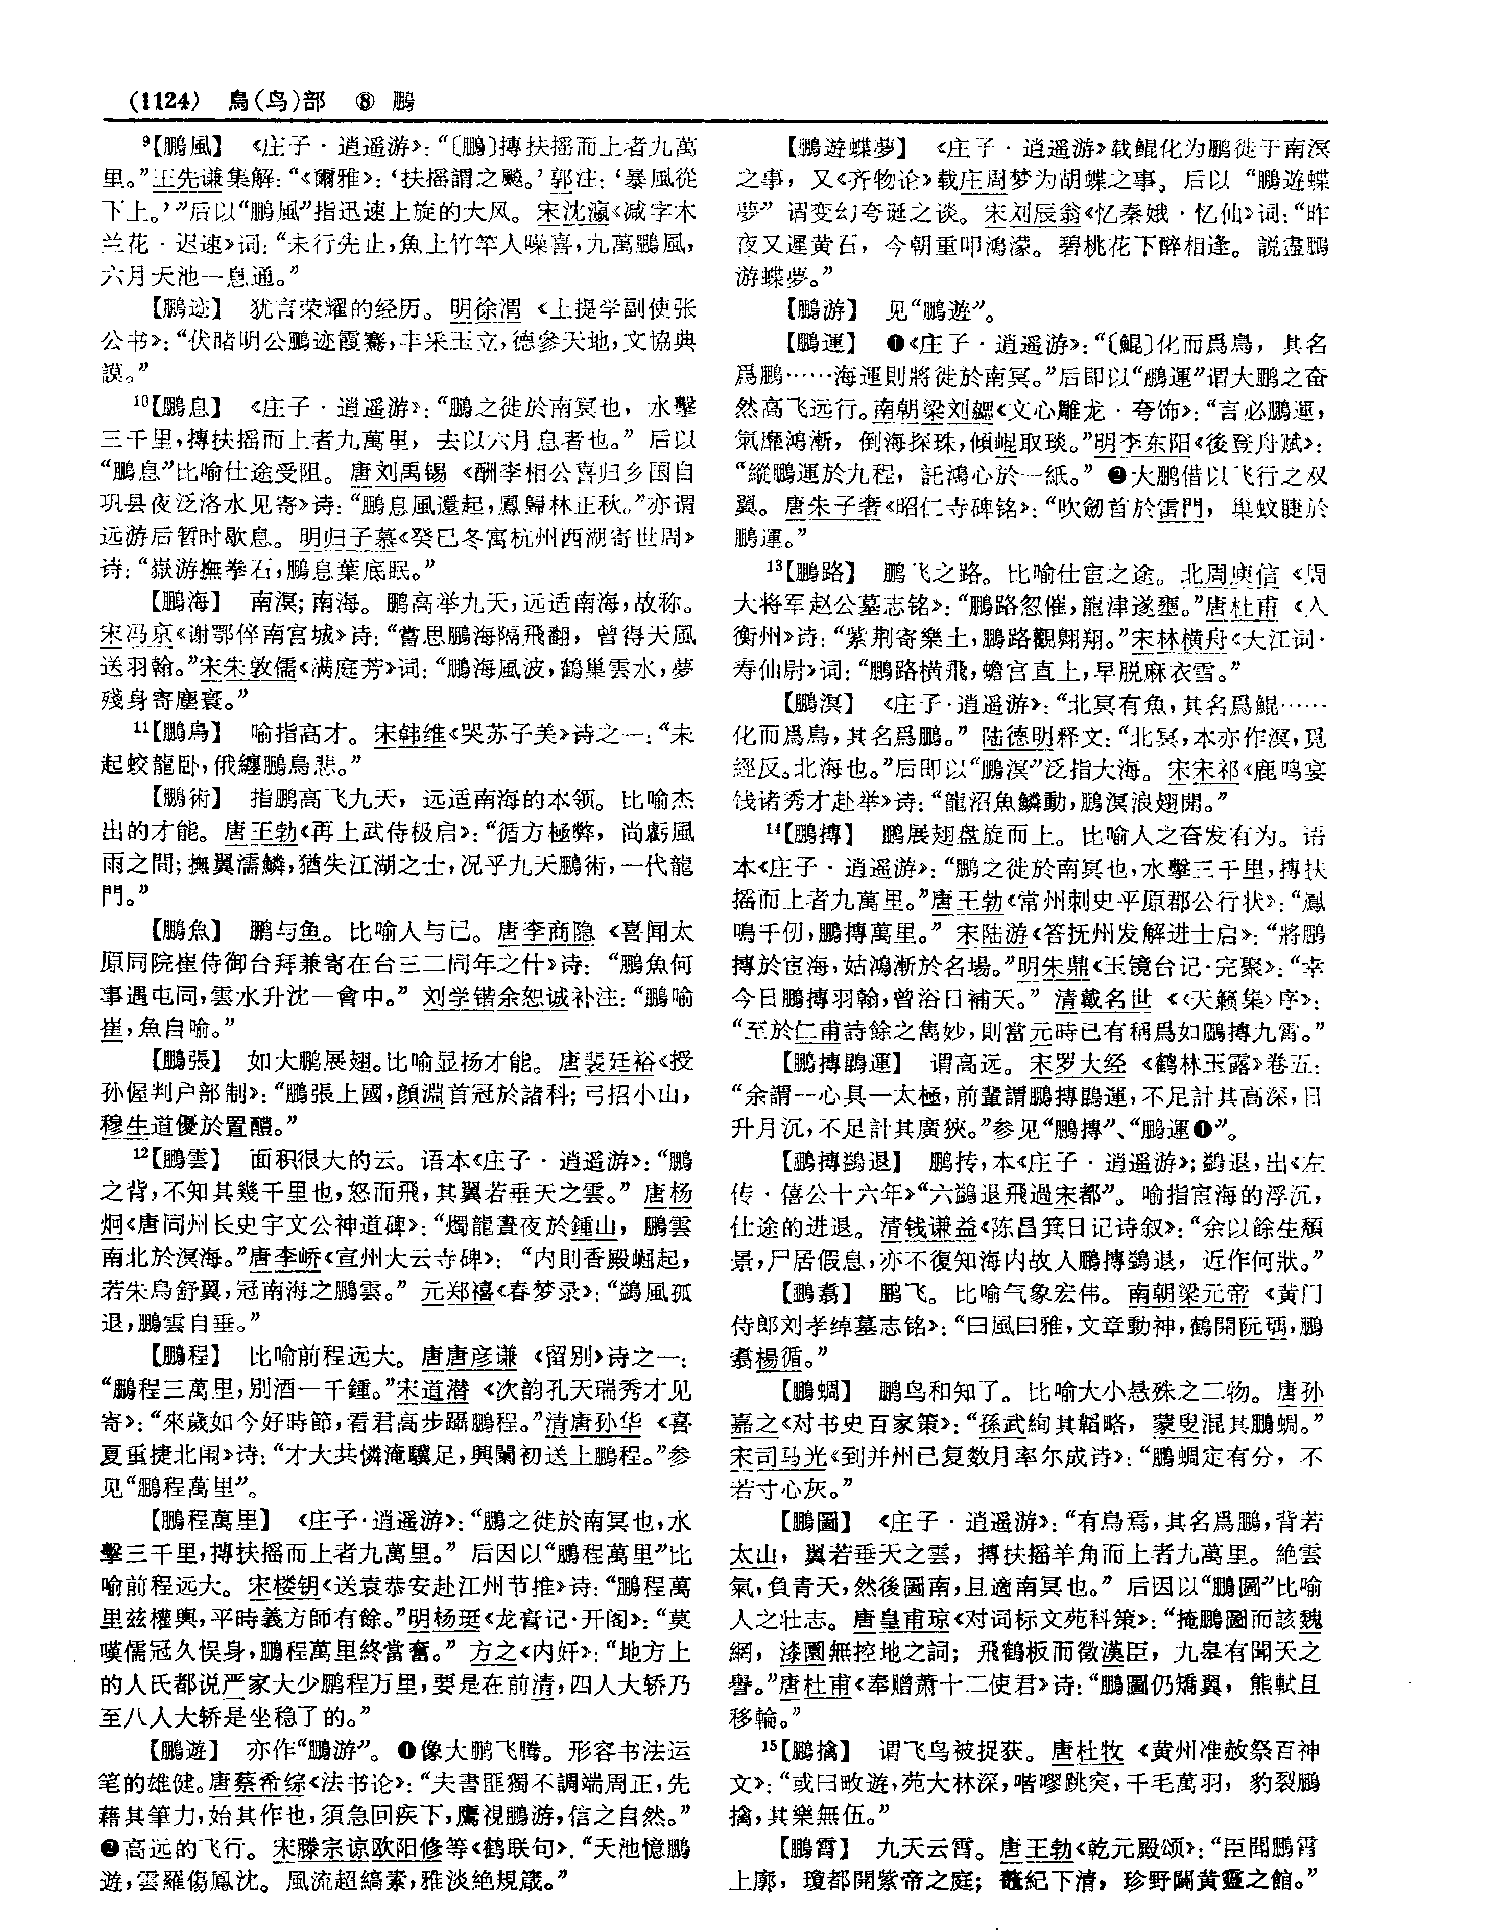 (1124) 鳥(鸟)部 ⑧ 鵬
⁹【鵬風】 《庄子·逍遥游》：“〔鵬〕摶扶摇而上者九萬
里。”王先谦集解：“《爾雅》：‘扶摇謂之飇。’郭注：‘暴風從
下上。’”后以“鵬風”指迅速上旋的大风。宋沈瀛《减字木
兰花·迟速》词：“未行先止，魚上竹竿人噪喜，九萬鵬風，
六月天池一息通。”
【鵬迹】 犹言荣耀的经历。明徐渭《上提学副使张
公书》：“伏睹明公鵬迹霞騫，丰采玉立，德參天地，文協典
謨。”
¹⁰【鵬息】 《庄子·逍遥游》：“鵬之徙於南冥也，水擊
三千里，摶扶摇而上者九萬里，去以六月息者也。”后以
“鵬息”比喻仕途受阻。唐刘禹锡《酬李相公喜归乡国自
巩县夜泛洛水见寄》诗：“鵬息風還起，鳳歸林正秋。”亦谓
远游后暂时歇息。明归子慕《癸巳冬寓杭州西湖寄世周》
诗：“嶽游撫拳石，鵬息葉底眠。”
【鵬海】 南溟；南海。鹏高举九天，远适南海，故称。
宋冯京《谢鄂倅南宫城》诗：“嘗思鵬海隔飛翻，曾得天風
送羽翰。”宋朱敦儒《满庭芳》词：“鵬海風波，鶴巢雲水，夢
殘身寄塵寰。”
¹¹【鵬鳥】 喻指高才。宋韩维《哭苏子美》诗之一：“未
起蛟龍卧，俄纏鵬鳥悲。”
【鵬術】 指鹏高飞九天，远适南海的本领。比喻杰
出的才能。唐王勃《再上武侍极启》：“循方極弊，尚虧風
雨之間；撫翼濡鱗，猶失江湖之士，况乎九天鵬術，一代龍
門。”
【鵬魚】 鹏与鱼。比喻人与己。唐李商隐《喜闻太
原同院崔侍御台拜兼寄在台三二同年之什》诗：“鵬魚何
事遇屯同，雲水升沈一會中。”刘学锴余恕诚补注：“鵬喻
崔，魚自喻。”
【鵬張】 如大鹏展翅。比喻显扬才能。唐裴廷裕《授
孙偓判户部制》：“鵬張上國，顔淵首冠於諸科；弓招小山，
穆生道優於置醴。”
¹²【鵬雲】 面积很大的云。语本《庄子·逍遥游》：“鵬
之背，不知其幾千里也，怒而飛，其翼若垂天之雲。”唐杨
炯《唐同州长史宇文公神道碑》：“燭龍晝夜於鍾山，鵬雲
南北於溟海。”唐李峤《宣州大云寺碑》：“内則香殿崛起，
若朱鳥舒翼，冠南海之鵬雲。”元郑禧《春梦录》：“鷁風孤
退，鵬雲自垂。”
【鵬程】 比喻前程远大。唐唐彦谦《留别》诗之一：
“鵬程三萬里，别酒一千鍾。”宋道潜《次韵孔天瑞秀才见
寄》：“來歲如今好時節，看君高步躡鵬程。”清唐孙华《喜
夏重捷北闱》诗：“才大共憐淹驥足，興闌初送上鵬程。”参
见“鵬程萬里”。
【鵬程萬里】 《庄子·逍遥游》：“鵬之徙於南冥也，水
擊三千里，摶扶摇而上者九萬里。”后因以“鵬程萬里”比
喻前程远大。宋楼钥《送袁恭安赴江州节推》诗：“鵬程萬
里兹權輿，平時義方師有餘。”明杨珽《龙膏记·开阁》：“莫
嘆儒冠久悮身，鵬程萬里終當奮。”方之《内奸》：“地方上
的人氏都说严家大少鹏程万里，要是在前清，四人大轿乃
至八人大轿是坐稳了的。”
【鵬遊】 亦作“鵬游”。❶像大鹏飞腾。形容书法运
笔的雄健。唐蔡希综《法书论》：“夫書匪獨不調端周正，先
藉其筆力，始其作也，須急回疾下，鷹視鵬游，信之自然。”
❷高远的飞行。宋滕宗谅欧阳修等《鹤联句》：“天池憶鵬
遊，雲羅傷鳳沈。風流超縞素，雅淡絶規箴。”
【鵬遊蝶夢】 《庄子·逍遥游》载鲲化为鹏徙于南溟
之事，又《齐物论》载庄周梦为胡蝶之事。后以“鵬遊蝶
夢”谓变幻夸诞之谈。宋刘辰翁《忆秦娥·忆仙》词：“昨
夜又遲黄石，今朝重叩鴻濛。碧桃花下醉相逢。説盡鵬
游蝶夢。”
【鵬游】 见“鵬遊”。
【鵬運】 ❶《庄子·逍遥游》：“〔鯤〕化而爲鳥，其名
爲鵬……海運則將徙於南冥。”后即以“鵬運”谓大鹏之奋
然高飞远行。南朝梁刘勰《文心雕龙·夸饰》：“言必鵬運，
氣靡鴻漸，倒海探珠，傾崐取琰。”明李东阳《後登舟赋》：
“縱鵬運於九程，託鴻心於一紙。”❷大鹏借以飞行之双
翼。唐朱子奢《昭仁寺碑铭》：“吹劒首於雷門，巢蚊睫於
鵬運。”
¹³【鵬路】 鹏飞之路。比喻仕宦之途。北周庾信《周
大将军赵公墓志铭》：“鵬路忽催，龍津遂壅。”唐杜甫《入
衡州》诗：“紫荆寄樂土，鵬路觀翱翔。”宋林横舟《大江词·
寿仙尉》词：“鵬路横飛，蟾宫直上，早脱麻衣雪。”
【鵬溟】 《庄子·逍遥游》：“北冥有魚，其名爲鯤……
化而爲鳥，其名爲鵬。”陆德明释文：“北冥，本亦作溟，覓
經反。北海也。”后即以“鵬溟”泛指大海。宋宋祁《鹿鸣宴
饯诸秀才赴举》诗：“龍沼魚鱗動，鵬溟浪翅開。”
¹⁴【鵬摶】 鹏展翅盘旋而上。比喻人之奋发有为。语
本《庄子·逍遥游》：“鵬之徙於南冥也，水擊三千里，摶扶
摇而上者九萬里。”唐王勃《常州刺史平原郡公行状》：“鳳
鳴千仞，鵬摶萬里。”宋陆游《答抚州发解进士启》：“將鵬
摶於宦海，姑鴻漸於名場。”明朱鼎《玉镜台记·完聚》：“幸
今日鵬摶羽翰，曾浴日補天。”清戴名世《〈天籁集〉序》：
“至於仁甫詩餘之雋妙，則當元時已有稱爲如鵬摶九霄。”
【鵬摶鶤運】 谓高远。宋罗大经《鹤林玉露》卷五：
“余謂一心具一太極，前輩謂鵬摶鶤運，不足計其高深，日
升月沉，不足計其廣狹。”参见“鵬摶”、“鵬運❶”。
【鵬摶鷁退】 鹏抟，本《庄子·逍遥游》；鷁退，出《左
传·僖公十六年》“六鷁退飛過宋都”。喻指宦海的浮沉，
仕途的进退。清钱谦益《陈昌箕日记诗叙》：“余以餘生頽
景，尸居假息，亦不復知海内故人鵬摶鷁退，近作何狀。”
【鵬翥】 鹏飞。比喻气象宏伟。南朝梁元帝《黄门
侍郎刘孝绰墓志铭》：“曰風曰雅，文章動神，鶴開阮瑀，鵬
翥楊循。”
【鵬蜩】 鹏鸟和知了。比喻大小悬殊之二物。唐孙
嘉之《对书史百家策》：“孫武絢其韜略，蒙叟混其鵬蜩。”
宋司马光《到并州已复数月率尔成诗》：“鵬蜩定有分，不
若寸心灰。”
【鵬圖】 《庄子·逍遥游》：“有鳥焉，其名爲鵬，背若
太山，翼若垂天之雲，摶扶摇羊角而上者九萬里。絶雲
氣，負青天，然後圖南，且適南冥也。”后因以“鵬圖”比喻
人之壮志。唐皇甫琼《对词标文苑科策》：“掩鵬圖而該魏
網，漆園無控地之詞；飛鶴板而徵漢臣，九皋有聞天之
譽。”唐杜甫《奉赠萧十二使君》诗：“鵬圖仍矯翼，熊軾且
移輪。”
¹⁵【鵬擒】 谓飞鸟被捉获。唐杜牧《黄州准赦祭百神
文》：“或曰畋遊，苑大林深，喈嘐跳突，千毛萬羽，豹裂鵬
擒，其樂無伍。”
【鵬霄】 九天云霄。唐王勃《乾元殿颂》：“臣聞鵬霄
上廓，瓊都開紫帝之庭；紀下清，珍野闢黄靈之館。”